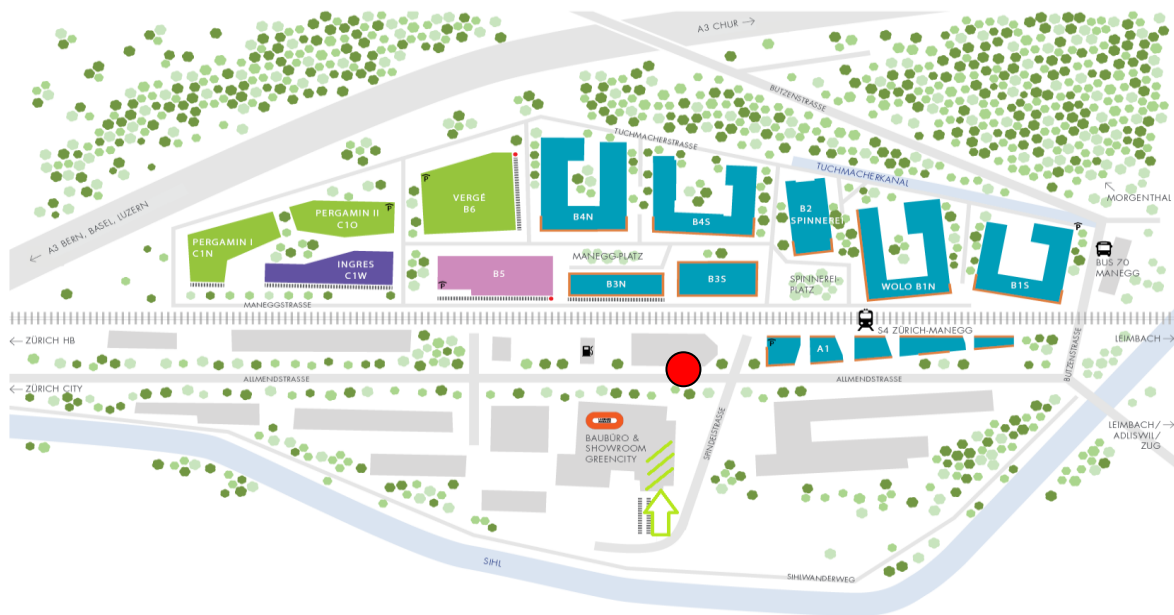 A3 CHUR →
BUTZENSTRASSE
TUCHMACHERSTRASSE
TUCHMACHERKANAL
← A3 BERN, BASEL, LUZERN
MORGENTHAL
VERGÉ
B6
B4N
B4S
B2
SPINNEREI
PERGAMIN II
C1O
PERGAMIN I
C1N
INGRES
C1W
B5
MANEGG-PLATZ
B3N
B3S
SPINNEREI-
PLATZ
WOLO B1N
B1S
BUS 70
MANEGG
MANEGGSTRASSE
S4 ZÜRICH-MANEGG
← ZÜRICH HB
LEIMBACH →
A1
BUTZENSTRASSE
← ZÜRICH CITY
ALLMENDSTRASSE
ALLMENDSTRASSE
SPINDELSTRASSE
BAUBÜRO &
SHOWROOM
GREENCITY
LEIMBACH/ →
ADLISWIL/
ZUG
SIHL
SIHLWANDERWEG